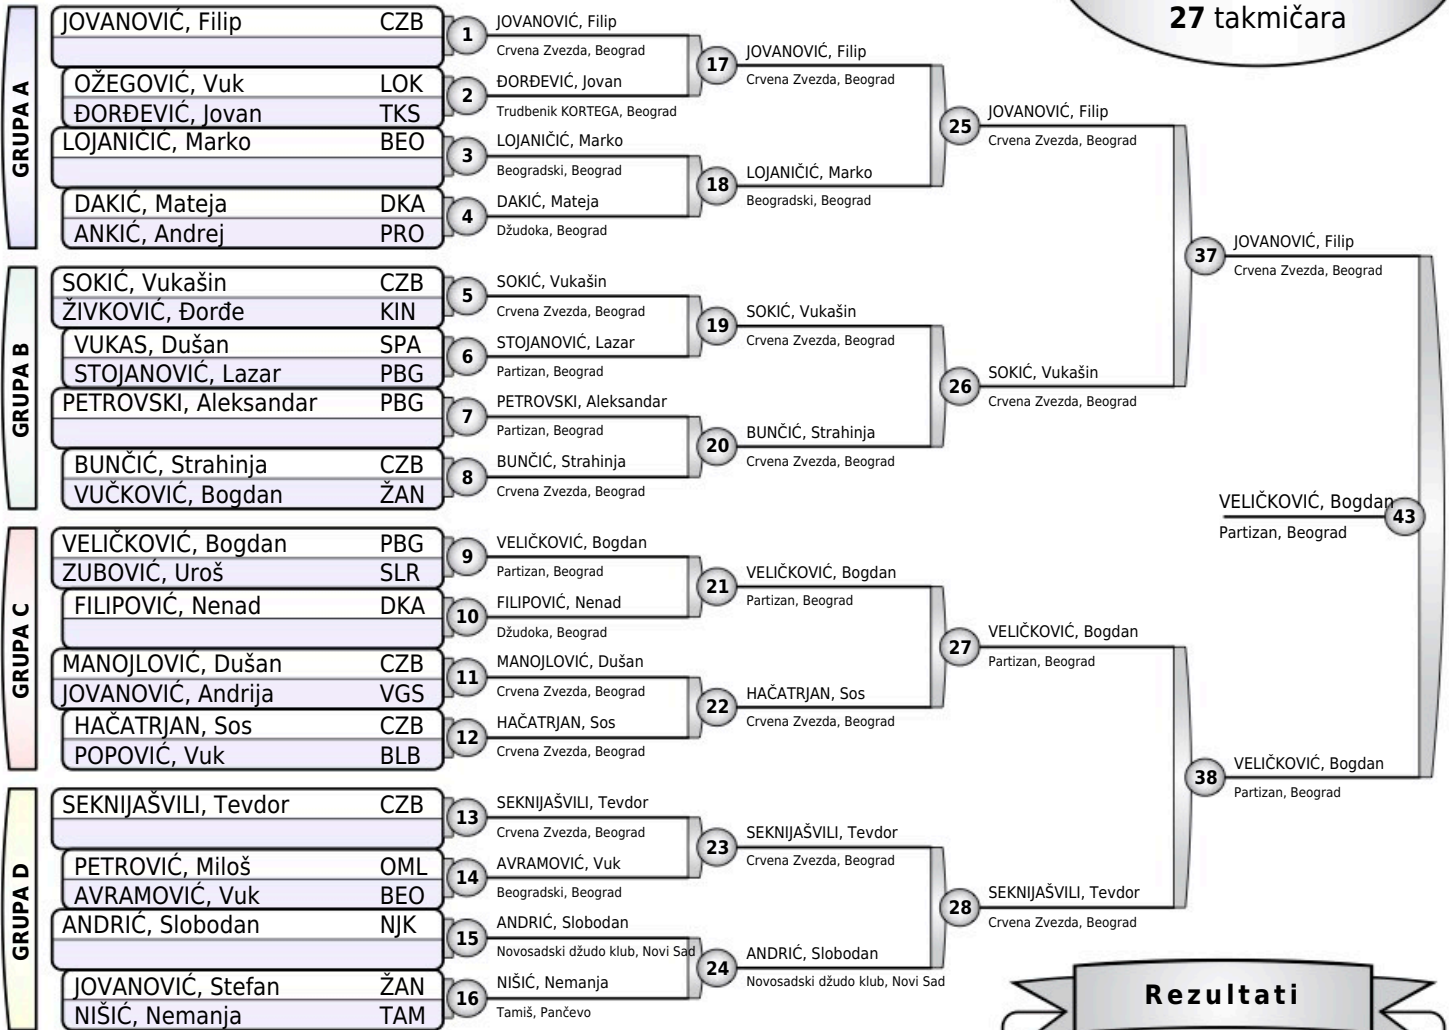 27 takmičara
GRUPA A
JOVANOVIĆ, Filip CZB
OŽEGOVIĆ, Vuk LOK
ĐORĐEVIĆ, Jovan TKS
LOJANIČIĆ, Marko BEO
DAKIĆ, Mateja DKA
ANKIĆ, Andrej PRO
GRUPA B
SOKIĆ, Vukašin CZB
ŽIVKOVIĆ, Đorđe KIN
VUKAS, Dušan SPA
STOJANOVIĆ, Lazar PBG
PETROVSKI, Aleksandar PBG
BUNČIĆ, Strahinja CZB
VUČKOVIĆ, Bogdan ŽAN
GRUPA C
VELIČKOVIĆ, Bogdan PBG
ZUBOVIĆ, Uroš SLR
FILIPOVIĆ, Nenad DKA
MANOJLOVIĆ, Dušan CZB
JOVANOVIĆ, Andrija VGS
HAČATRJAN, Sos CZB
POPOVIĆ, Vuk BLB
GRUPA D
SEKNIJAŠVILI, Tevdor CZB
PETROVIĆ, Miloš OML
AVRAMOVIĆ, Vuk BEO
ANDRIĆ, Slobodan NJK
JOVANOVIĆ, Stefan ŽAN
NIŠIĆ, Nemanja TAM
1 JOVANOVIĆ, Filip
Crvena Zvezda, Beograd
2 ĐORĐEVIĆ, Jovan
Trudbenik KORTEGA, Beograd
3 LOJANIČIĆ, Marko
Beogradski, Beograd
4 DAKIĆ, Mateja
Džudoka, Beograd
5 SOKIĆ, Vukašin
Crvena Zvezda, Beograd
6 STOJANOVIĆ, Lazar
Partizan, Beograd
7 PETROVSKI, Aleksandar
Partizan, Beograd
8 BUNČIĆ, Strahinja
Crvena Zvezda, Beograd
9 VELIČKOVIĆ, Bogdan
Partizan, Beograd
10 FILIPOVIĆ, Nenad
Džudoka, Beograd
11 MANOJLOVIĆ, Dušan
Crvena Zvezda, Beograd
12 HAČATRJAN, Sos
Crvena Zvezda, Beograd
13 SEKNIJAŠVILI, Tevdor
Crvena Zvezda, Beograd
14 AVRAMOVIĆ, Vuk
Beogradski, Beograd
15 ANDRIĆ, Slobodan
Novosadski džudo klub, Novi Sad
16 NIŠIĆ, Nemanja
Tamiš, Pančevo
17 JOVANOVIĆ, Filip
Crvena Zvezda, Beograd
18 LOJANIČIĆ, Marko
Beogradski, Beograd
19 SOKIĆ, Vukašin
Crvena Zvezda, Beograd
20 BUNČIĆ, Strahinja
Crvena Zvezda, Beograd
21 VELIČKOVIĆ, Bogdan
Partizan, Beograd
22 HAČATRJAN, Sos
Crvena Zvezda, Beograd
23 SEKNIJAŠVILI, Tevdor
Crvena Zvezda, Beograd
24 ANDRIĆ, Slobodan
Novosadski džudo klub, Novi Sad
25 JOVANOVIĆ, Filip
Crvena Zvezda, Beograd
26 SOKIĆ, Vukašin
Crvena Zvezda, Beograd
27 VELIČKOVIĆ, Bogdan
Partizan, Beograd
28 SEKNIJAŠVILI, Tevdor
Crvena Zvezda, Beograd
37 JOVANOVIĆ, Filip
Crvena Zvezda, Beograd
38 VELIČKOVIĆ, Bogdan
Partizan, Beograd
VELIČKOVIĆ, Bogdan 43
Partizan, Beograd
Rezultati